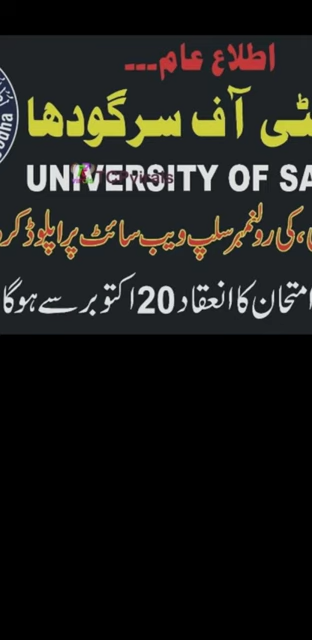 اطلاع عام---
ٹی آف سرگودھا
UNIVERSITY OF SA
، کی رولنمبر سلپ ویب سائٹ پر اپلوڈ کر
امتحان کا انعقاد 20 اکتوبر سے ہوگا